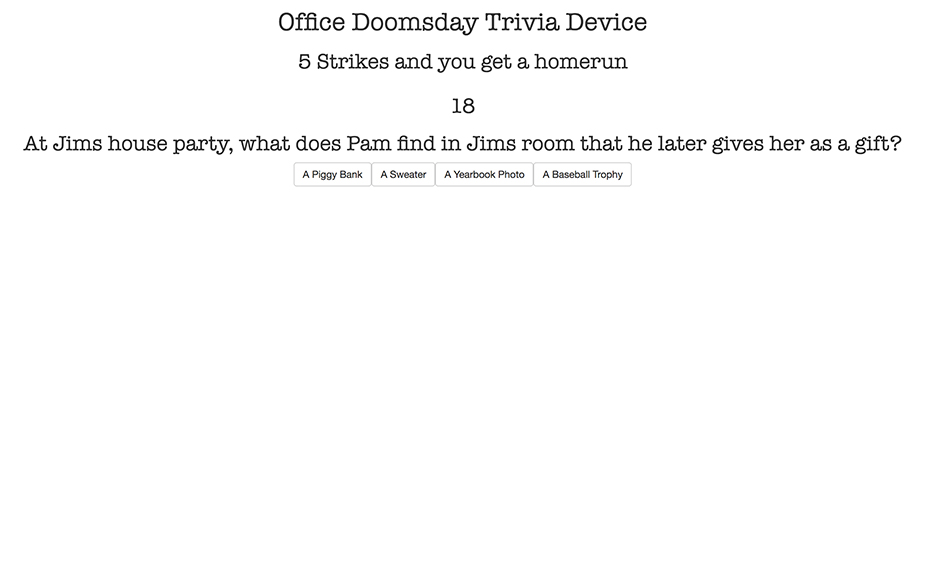 Office Doomsday Trivia Device
5 Strikes and you get a homerun
18
At Jims house party, what does Pam find in Jims room that he later gives her as a gift?
A Piggy Bank A Sweater A Yearbook Photo A Baseball Trophy